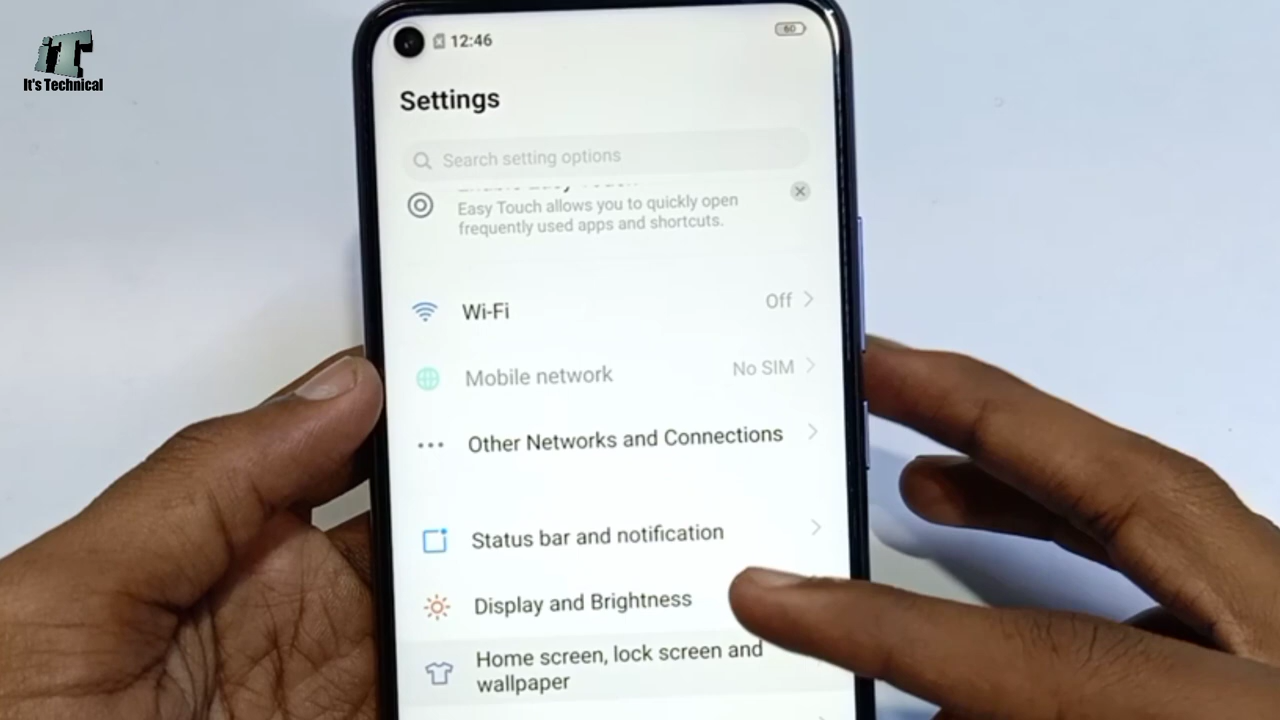 iT
It's Technical
12:46
60
Settings
Search setting options
Easy Touch allows you to quickly open
frequently used apps and shortcuts.
Wi-Fi
Off
Mobile network
No SIM
Other Networks and Connections
Status bar and notification
Display and Brightness
Home screen, lock screen and
wallpaper